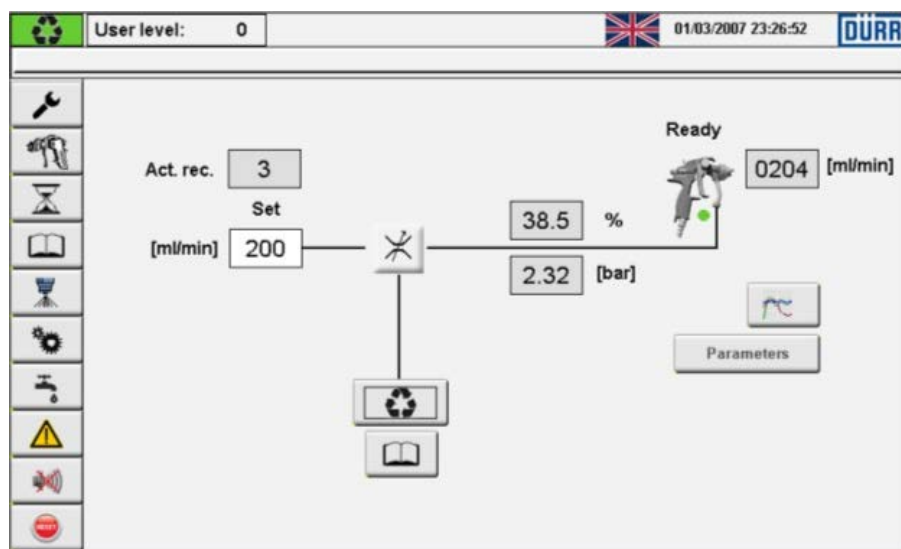 User level: 0
01/03/2007 23:26:52
DÜRR
Ready
Act. rec. 3
0204 [ml/min]
Set
38.5 %
[ml/min] 200
2.32 [bar]
Parameters
RESET